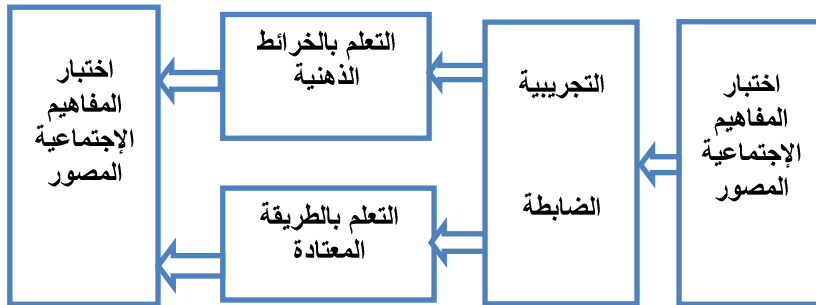 اختبار
المفاهيم
الإجتماعية
المصور
التجريبية
الضابطة
التعلم بالخرائط
الذهنية
التعلم بالطريقة
المعتادة
اختبار
المفاهيم
الإجتماعية
المصور